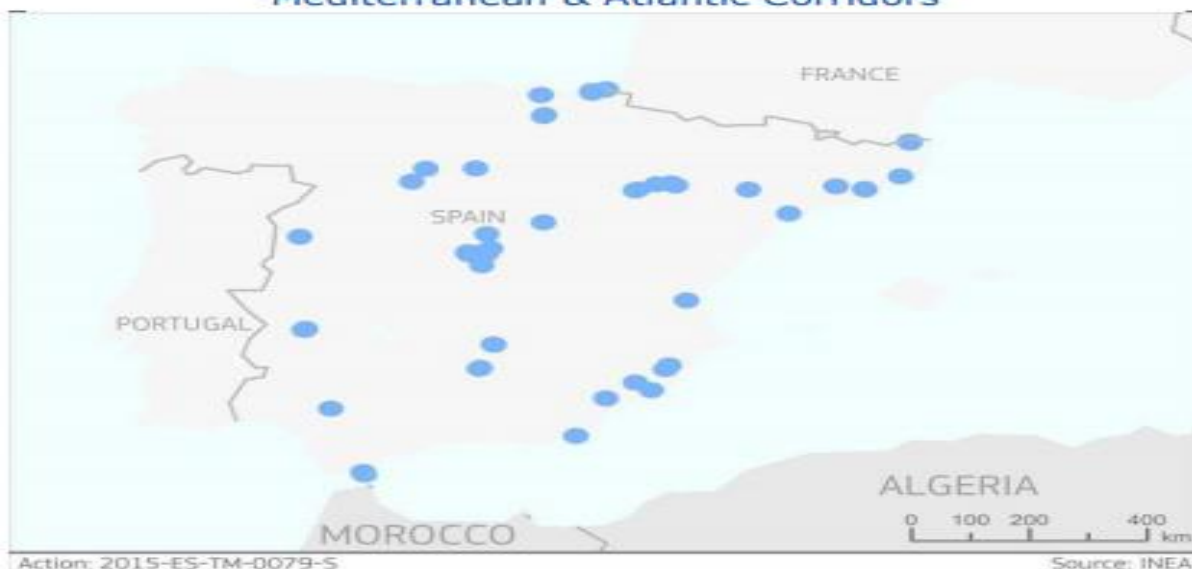 Mediterranean & Atlantic Corridors
FRANCE
SPAIN
PORTUGAL
ALGERIA
0 100 200 400
km
MOROCCO
Action: 2015-ES-TM-0079-S
Source: INEA